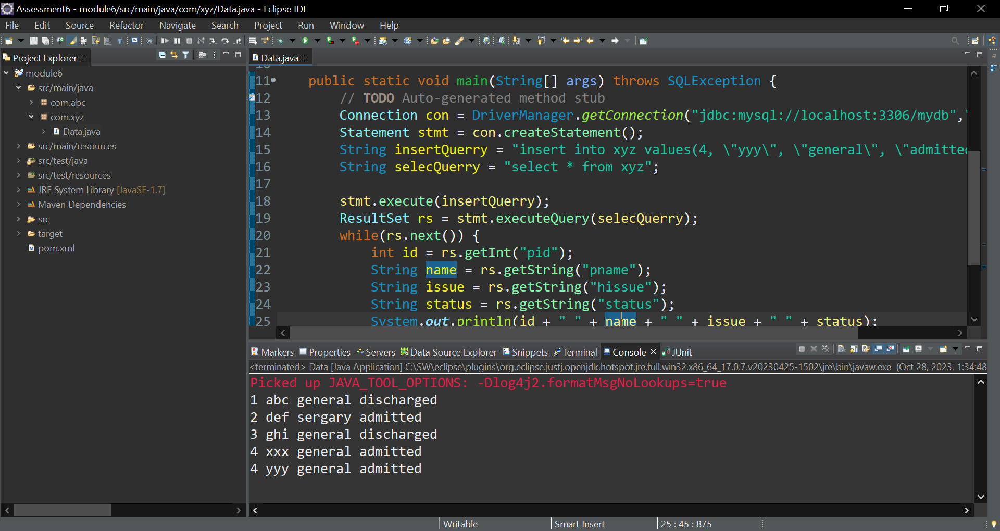 Assessment6 - module6/src/main/java/com/xyz/Data.java - Eclipse IDE
File Edit Source Refactor Navigate Search Project Run Window Help
Project Explorer
module6
src/main/java
com.abc
com.xyz
Data.java
src/main/resources
src/test/java
src/test/resources
JRE System Library [JavaSE-1.7]
Maven Dependencies
src
target
pom.xml
Data.java
11 public static void main(String[] args) throws SQLException {
12 // TODO Auto-generated method stub
13 Connection con = DriverManager.getConnection("jdbc:mysql://localhost:3306/mydb","
14 Statement stmt = con.createStatement();
15 String insertQuerry = "insert into xyz values(4, \"yyy\", \"general\", \"admitted
16 String selecQuerry = "select * from xyz";
17
18 stmt.execute(insertQuerry);
19 ResultSet rs = stmt.executeQuery(selecQuerry);
20 while(rs.next()) {
21 int id = rs.getInt("pid");
22 String name = rs.getString("pname");
23 String issue = rs.getString("hissue");
24 String status = rs.getString("status");
25 System.out.println(id + " " + name + " " + issue + " " + status);
Markers Properties Servers Data Source Explorer Snippets Terminal Console JUnit
<terminated> Data [Java Application] C:\SW\eclipse\plugins\org.eclipse.justj.openjdk.hotspot.jre.full.win32.x86_64_17.0.7.v20230425-1502\jre\bin\javaw.exe (Oct 28, 2023, 1:34:48
Picked up JAVA_TOOL_OPTIONS: -Dlog4j2.formatMsgNoLookups=true
1 abc general discharged
2 def sergary admitted
3 ghi general discharged
4 xxx general admitted
4 yyy general admitted
Writable Smart Insert 25 : 45 : 875